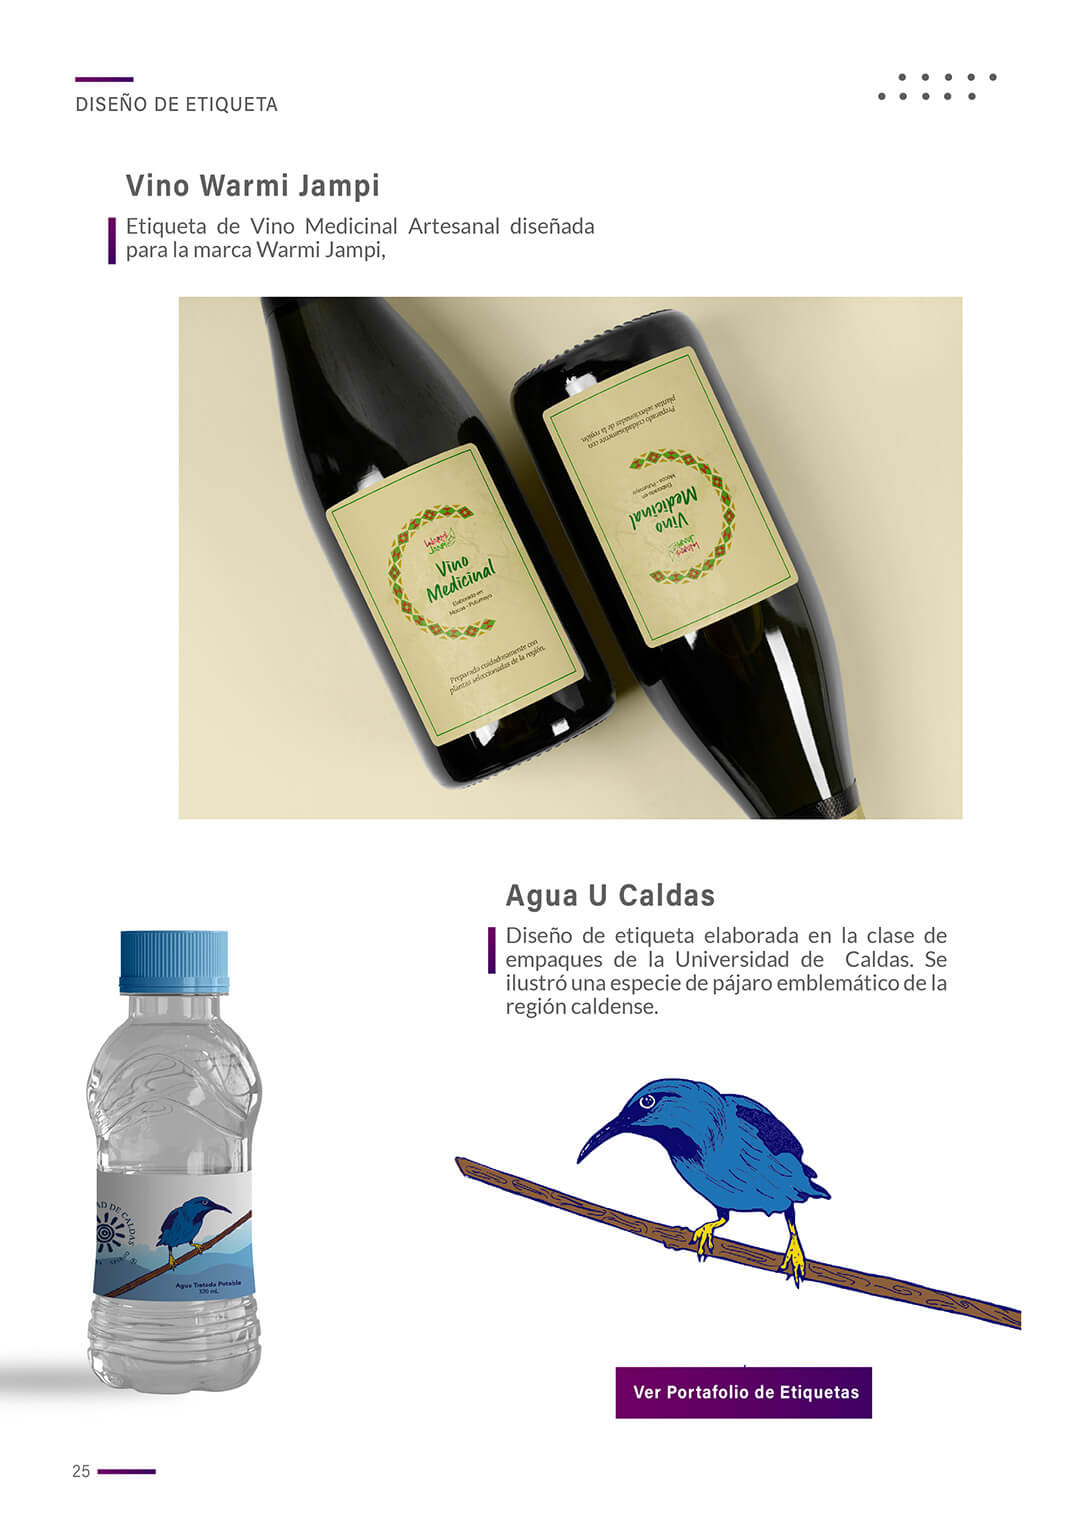 DISEÑO DE ETIQUETA
Vino Warmi Jampi
Etiqueta de Vino Medicinal Artesanal diseñada
para la marca Warmi Jampi,
Warmi
Jampi
Vino
Medicinal
Elaborado en
Mocoa - Putumayo
Preparado cuidadosamente con
plantas seleccionadas de la región.
Preparado cuidadosamente con
plantas seleccionadas de la región.
Elaborado en
Mocoa - Putumayo
Vino
Medicinal
Warmi
Jampi
Agua U Caldas
Diseño de etiqueta elaborada en la clase de
empaques de la Universidad de Caldas. Se
ilustró una especie de pájaro emblemático de la
región caldense.
AD DE CALDAS
Agua Tratada Potable
Ver Portafolio de Etiquetas
25